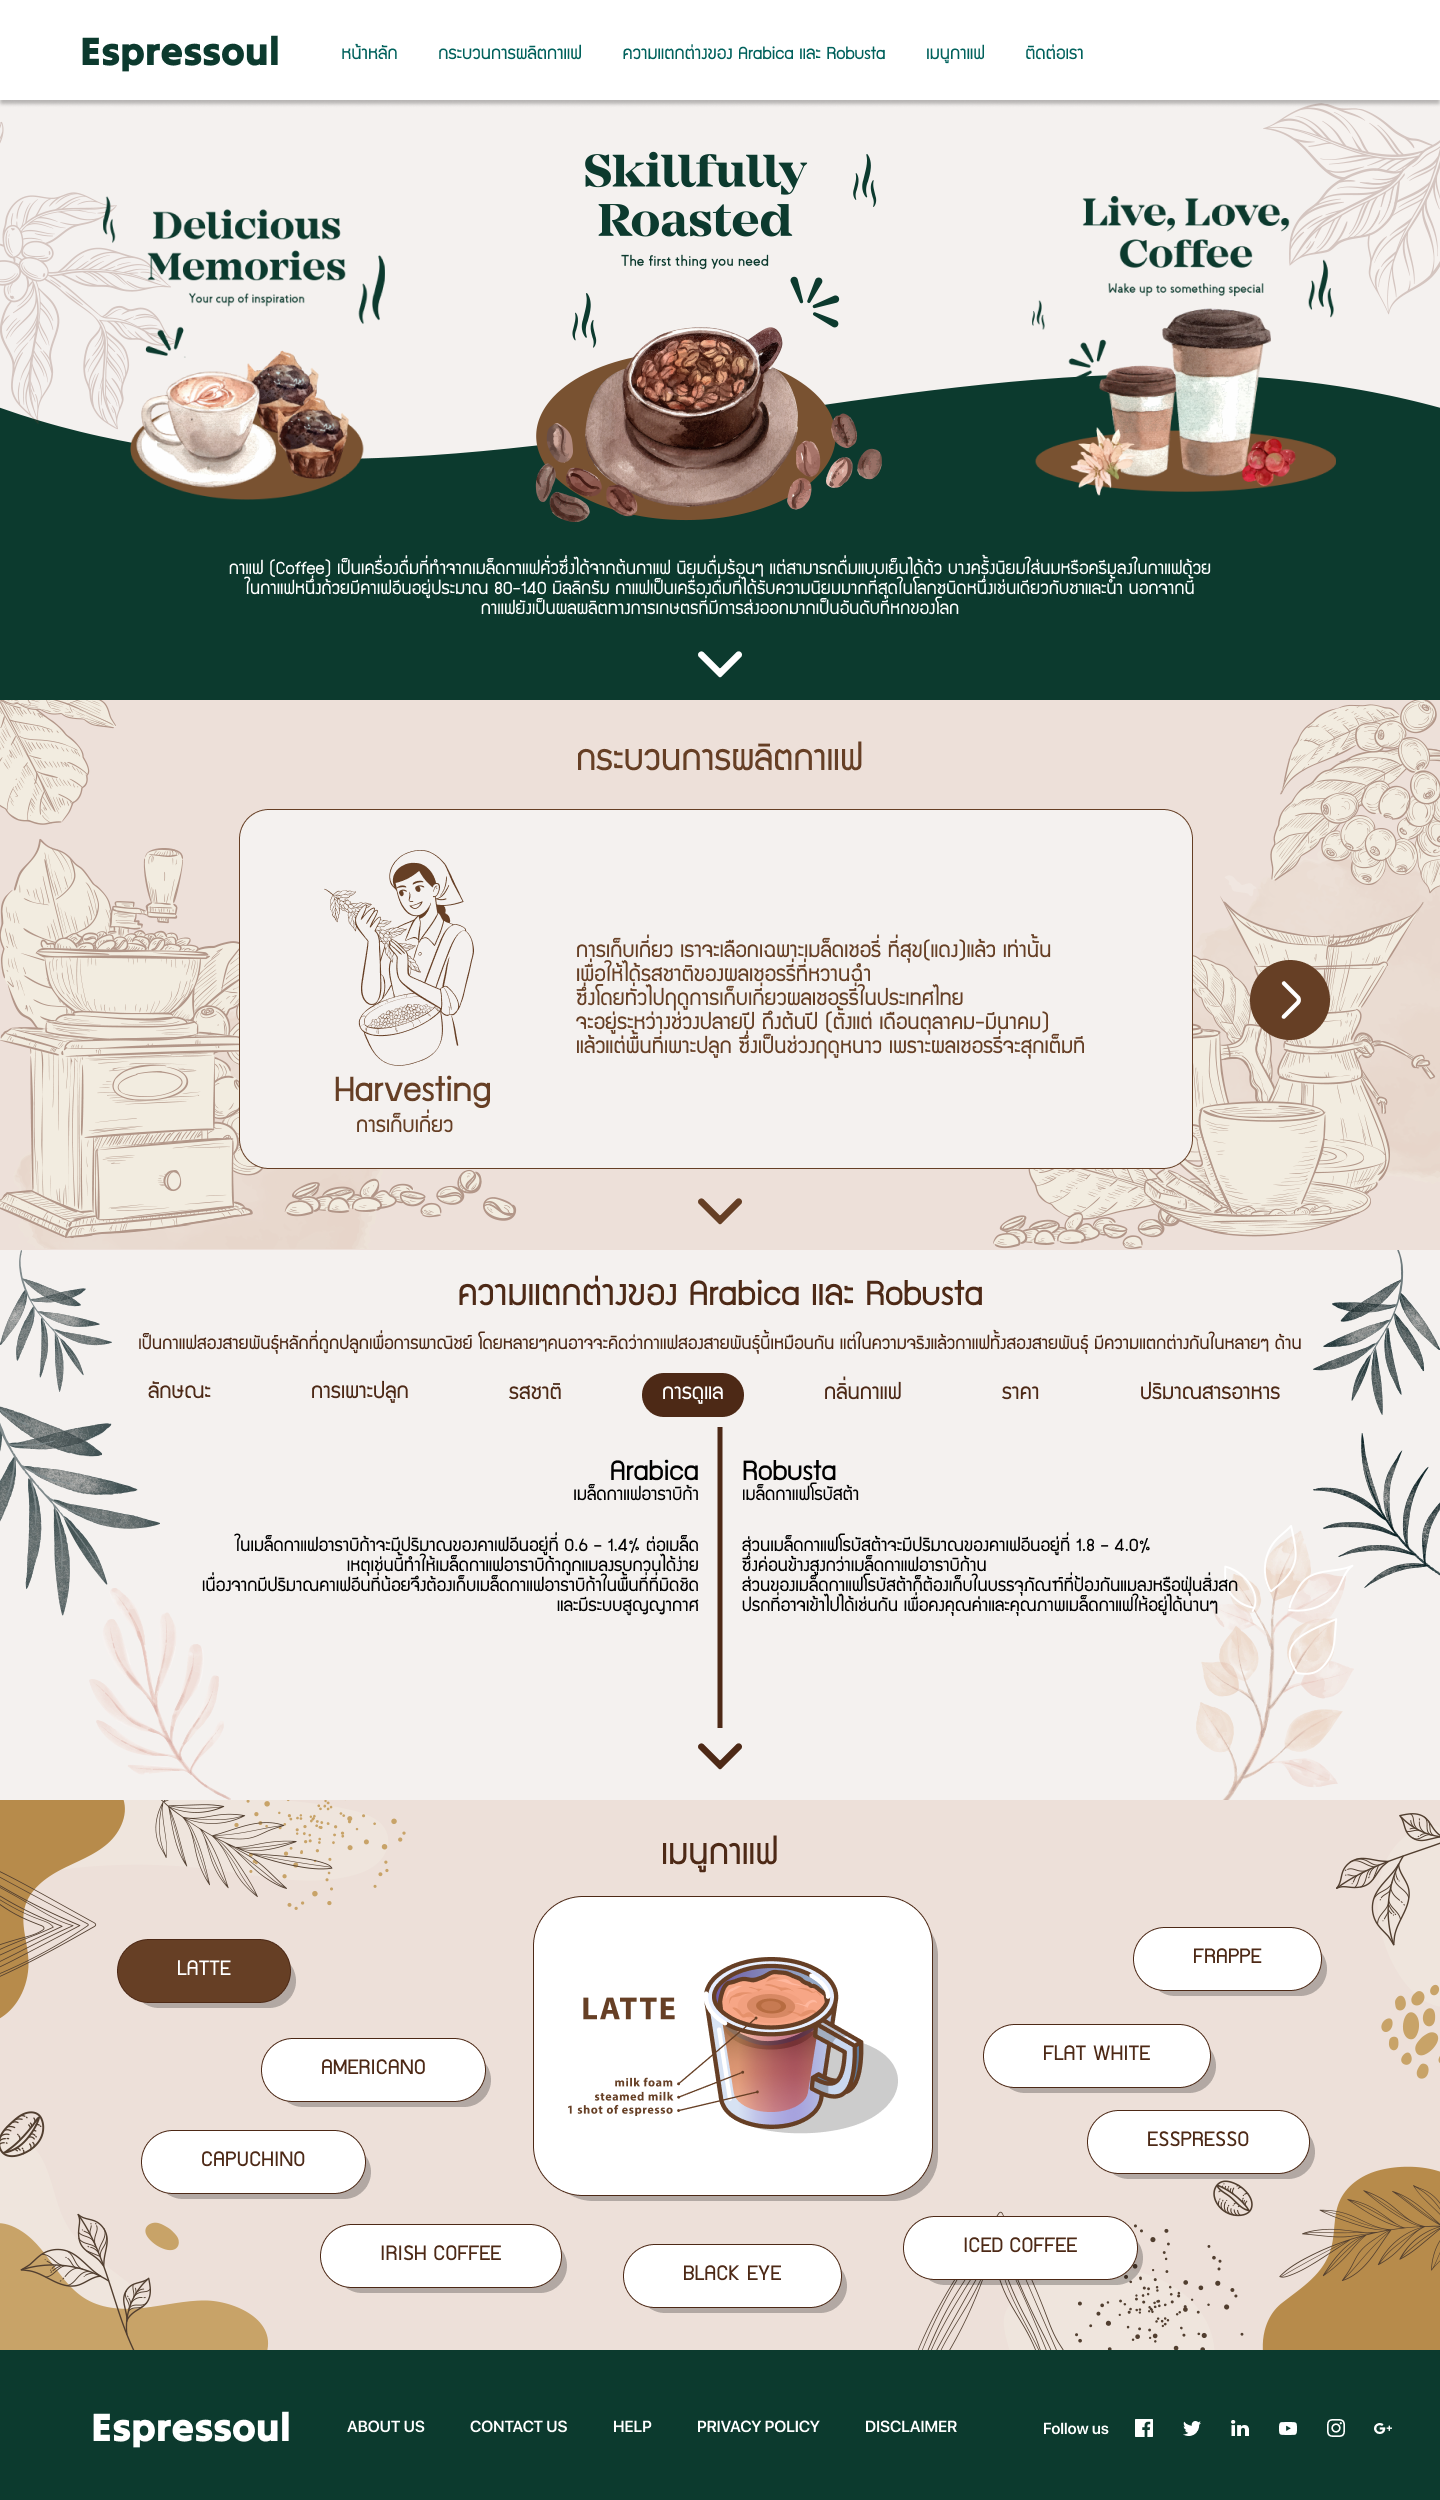 Espressoul
หน้าหลัก
กระบวนการผลิตกาแฟ
ความแตกต่างของ Arabica และ Robusta
เมนูกาแฟ
ติดต่อเรา
Delicious
Memories
Your cup of inspiration
Skillfully
Roasted
The first thing you need
Live, Love,
Coffee
Wake up to something special
กาแฟ (Coffee) เป็นเครื่องดื่มที่ทำจากเมล็ดกาแฟคั่วซึ่งได้จากต้นกาแฟ นิยมดื่มร้อนๆ แต่สามารถดื่มแบบเย็นได้ด้ว บางครั้งนิยมใส่นมหรือครีมลงในกาแฟด้วย
ในกาแฟหนึ่งถ้วยมีคาเฟอีนอยู่ประมาณ 80-140 มิลลิกรัม กาแฟเป็นเครื่องดื่มที่ได้รับความนิยมมากที่สุดในโลกชนิดหนึ่งเช่นเดียวกับชาและน้ำ นอกจากนี้
กาแฟยังเป็นผลผลิตทางการเกษตรที่มีการส่งออกมากเป็นอันดับที่หกของโลก
กระบวนการผลิตกาแฟ
Harvesting
การเก็บเกี่ยว
การเก็บเกี่ยว เราจะเลือกเฉพาะเมล็ดเชอรี่ ที่สุข(แดง)แล้ว เท่านั้น
เพื่อให้ได้รสชาติของผลเชอรรี่ที่หวานฉ่ำ
ซึ่งโดยทั่วไปฤดูการเก็บเกี่ยวผลเชอรรี่ในประเทศไทย
จะอยู่ระหว่างช่วงปลายปี ถึงต้นปี (ตั้งแต่ เดือนตุลาคม-มีนาคม)
แล้วแต่พื้นที่เพาะปลูก ซึ่งเป็นช่วงฤดูหนาว เพราะผลเชอรรี่จะสุกเต็มที่
ความแตกต่างของ Arabica และ Robusta
เป็นกาแฟสองสายพันธุ์หลักที่ถูกปลูกเพื่อการพาณิชย์ โดยหลายๆคนอาจจะคิดว่ากาแฟสองสายพันธุ์นี้เหมือนกัน แต่ในความจริงแล้วกาแฟทั้งสองสายพันธุ์ มีความแตกต่างกันในหลายๆ ด้าน
ลักษณะ
การเพาะปลูก
รสชาติ
การดูแล
กลิ่นกาแฟ
ราคา
ปริมาณสารอาหาร
Arabica
เมล็ดกาแฟอาราบิก้า
ในเมล็ดกาแฟอาราบิก้าจะมีปริมาณของคาเฟอีนอยู่ที่ 0.6 - 1.4% ต่อเมล็ด
เหตุเช่นนี้ทำให้เมล็ดกาแฟอาราบิก้าถูกแมลงรบกวนได้ง่าย
เนื่องจากมีปริมาณคาเฟอีนที่น้อยจึงต้องเก็บเมล็ดกาแฟอาราบิก้าในพื้นที่ที่มิดชิด
และมีระบบสูญญากาศ
Robusta
เมล็ดกาแฟโรบัสต้า
ส่วนเมล็ดกาแฟโรบัสต้าจะมีปริมาณของคาเฟอีนอยู่ที่ 1.8 - 4.0%
ซึ่งค่อนข้างสูงกว่าเมล็ดกาแฟอาราบิก้าน
ส่วนของเมล็ดกาแฟโรบัสต้าก็ต้องเก็บในบรรจุภัณฑ์ที่ป้องกันแมลงหรือฝุ่นสิ่งสก
ปรกที่อาจเข้าไปได้เช่นกัน เพื่อคงคุณค่าและคุณภาพเมล็ดกาแฟให้อยู่ได้นานๆ
เมนูกาแฟ
LATTE
AMERICANO
CAPUCHINO
IRISH COFFEE
LATTE
milk foam
steamed milk
1 shot of espresso
BLACK EYE
FRAPPE
FLAT WHITE
ESSPRESSO
ICED COFFEE
Espressoul
ABOUT US
CONTACT US
HELP
PRIVACY POLICY
DISCLAIMER
Follow us